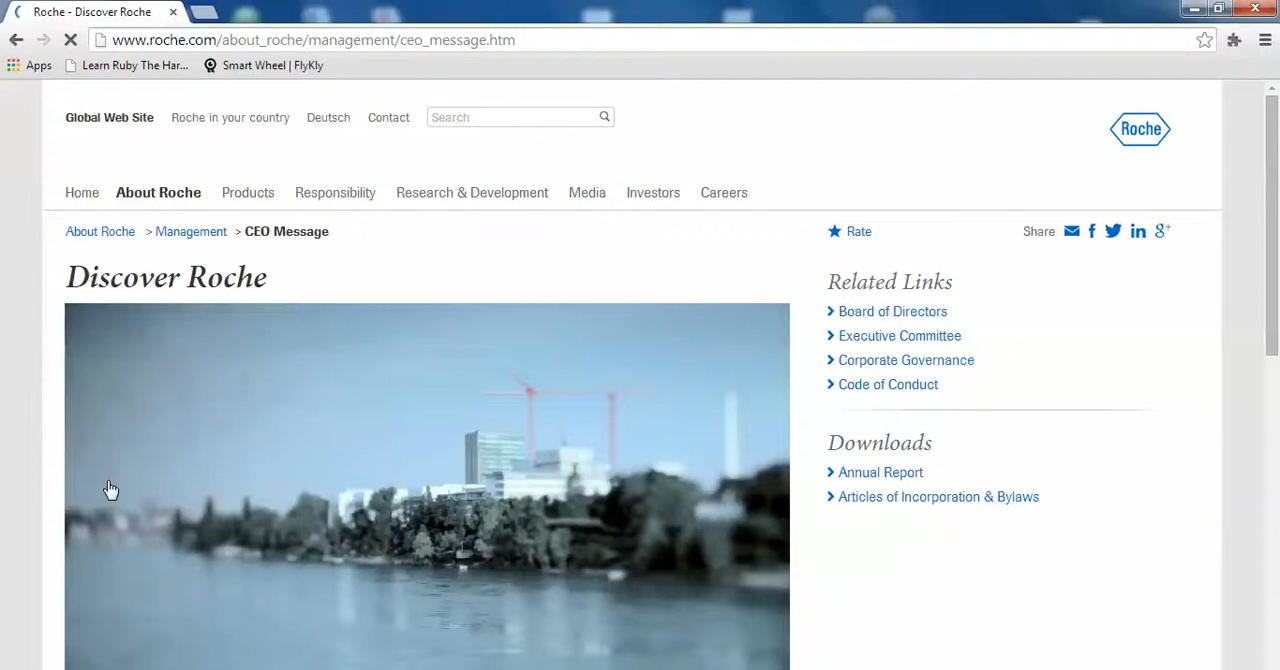 Roche - Discover Roche
www.roche.com/about_roche/management/ceo_message.htm
Apps Learn Ruby The Har... Smart Wheel | FlyKly
Global Web Site Roche in your country Deutsch Contact Search
Roche
Home About Roche Products Responsibility Research & Development Media Investors Careers
About Roche > Management > CEO Message
Rate Share
Discover Roche
Related Links
Board of Directors
Executive Committee
Corporate Governance
Code of Conduct
Downloads
Annual Report
Articles of Incorporation & Bylaws